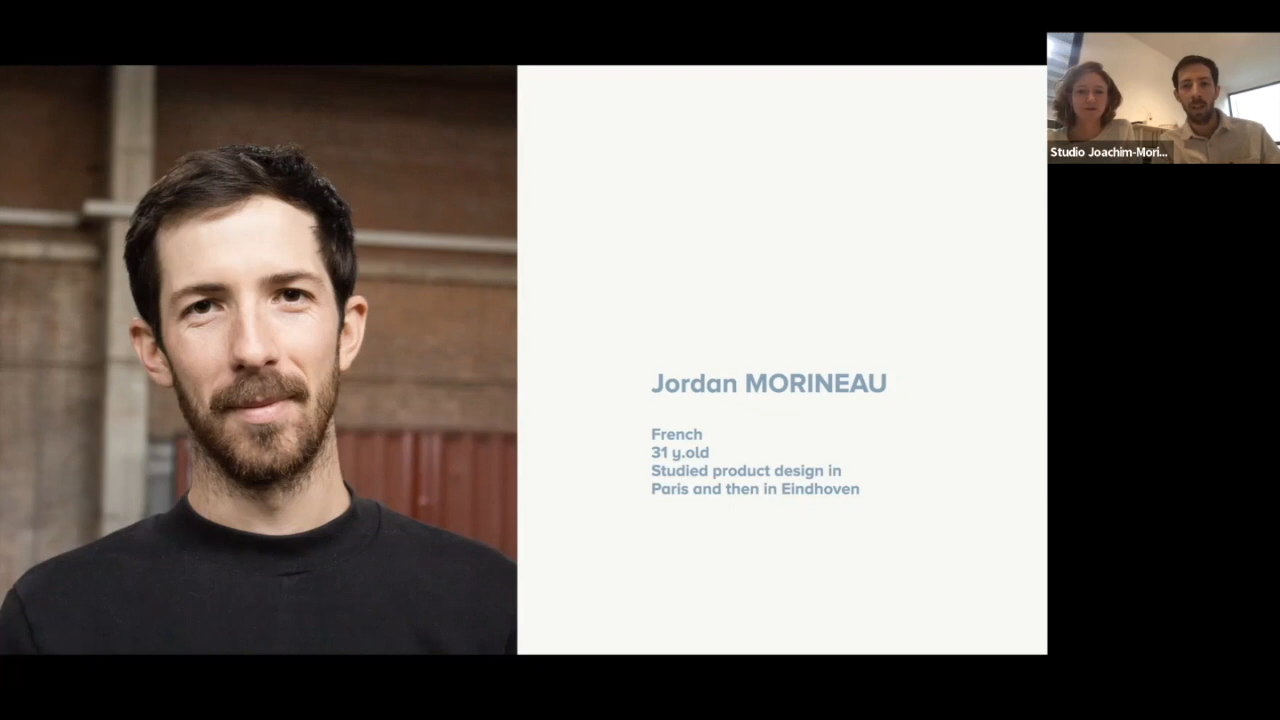 Studio Joachim-Mori...
Jordan MORINEAU
French
31 y.old
Studied product design in
Paris and then in Eindhoven